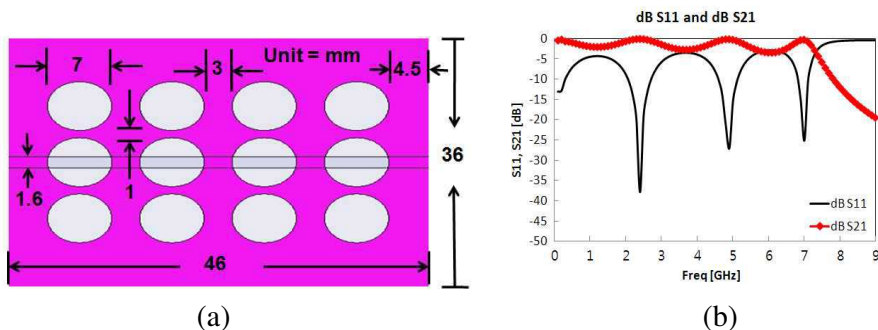 Unit = mm
7
3
4.5
36
1.6
1
46
(a)
dB S11 and dB S21
S11, S21 [dB]
0
-5
-10
-15
-20
-25
-30
-35
-40
-45
-50
0 1 2 3 4 5 6 7 8 9
Freq [GHz]
dB S11
dB S21
(b)